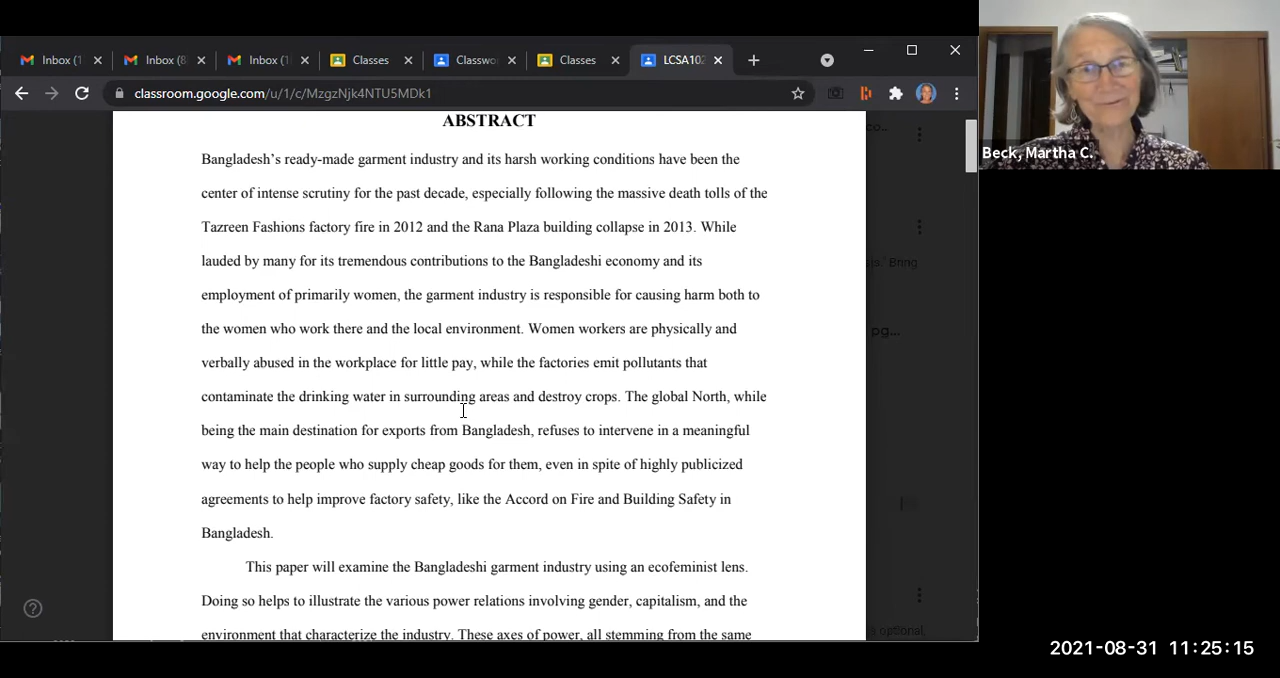 Inbox (1
Inbox (8
Inbox (1
Classes
Classwo
Classes
LCSA102
classroom.google.com/u/1/c/MzgzNjk4NTU5MDk1
ABSTRACT
Bangladesh’s ready-made garment industry and its harsh working conditions have been the
center of intense scrutiny for the past decade, especially following the massive death tolls of the
Tazreen Fashions factory fire in 2012 and the Rana Plaza building collapse in 2013. While
lauded by many for its tremendous contributions to the Bangladeshi economy and its
employment of primarily women, the garment industry is responsible for causing harm both to
the women who work there and the local environment. Women workers are physically and
verbally abused in the workplace for little pay, while the factories emit pollutants that
contaminate the drinking water in surrounding areas and destroy crops. The global North, while
being the main destination for exports from Bangladesh, refuses to intervene in a meaningful
way to help the people who supply cheap goods for them, even in spite of highly publicized
agreements to help improve factory safety, like the Accord on Fire and Building Safety in
Bangladesh.
This paper will examine the Bangladeshi garment industry using an ecofeminist lens.
Doing so helps to illustrate the various power relations involving gender, capitalism, and the
environment that characterize the industry. These axes of power, all stemming from the same
co...
sis.' Bring
pg...
is optional,
Beck, Martha C.
2021-08-31 11:25:15